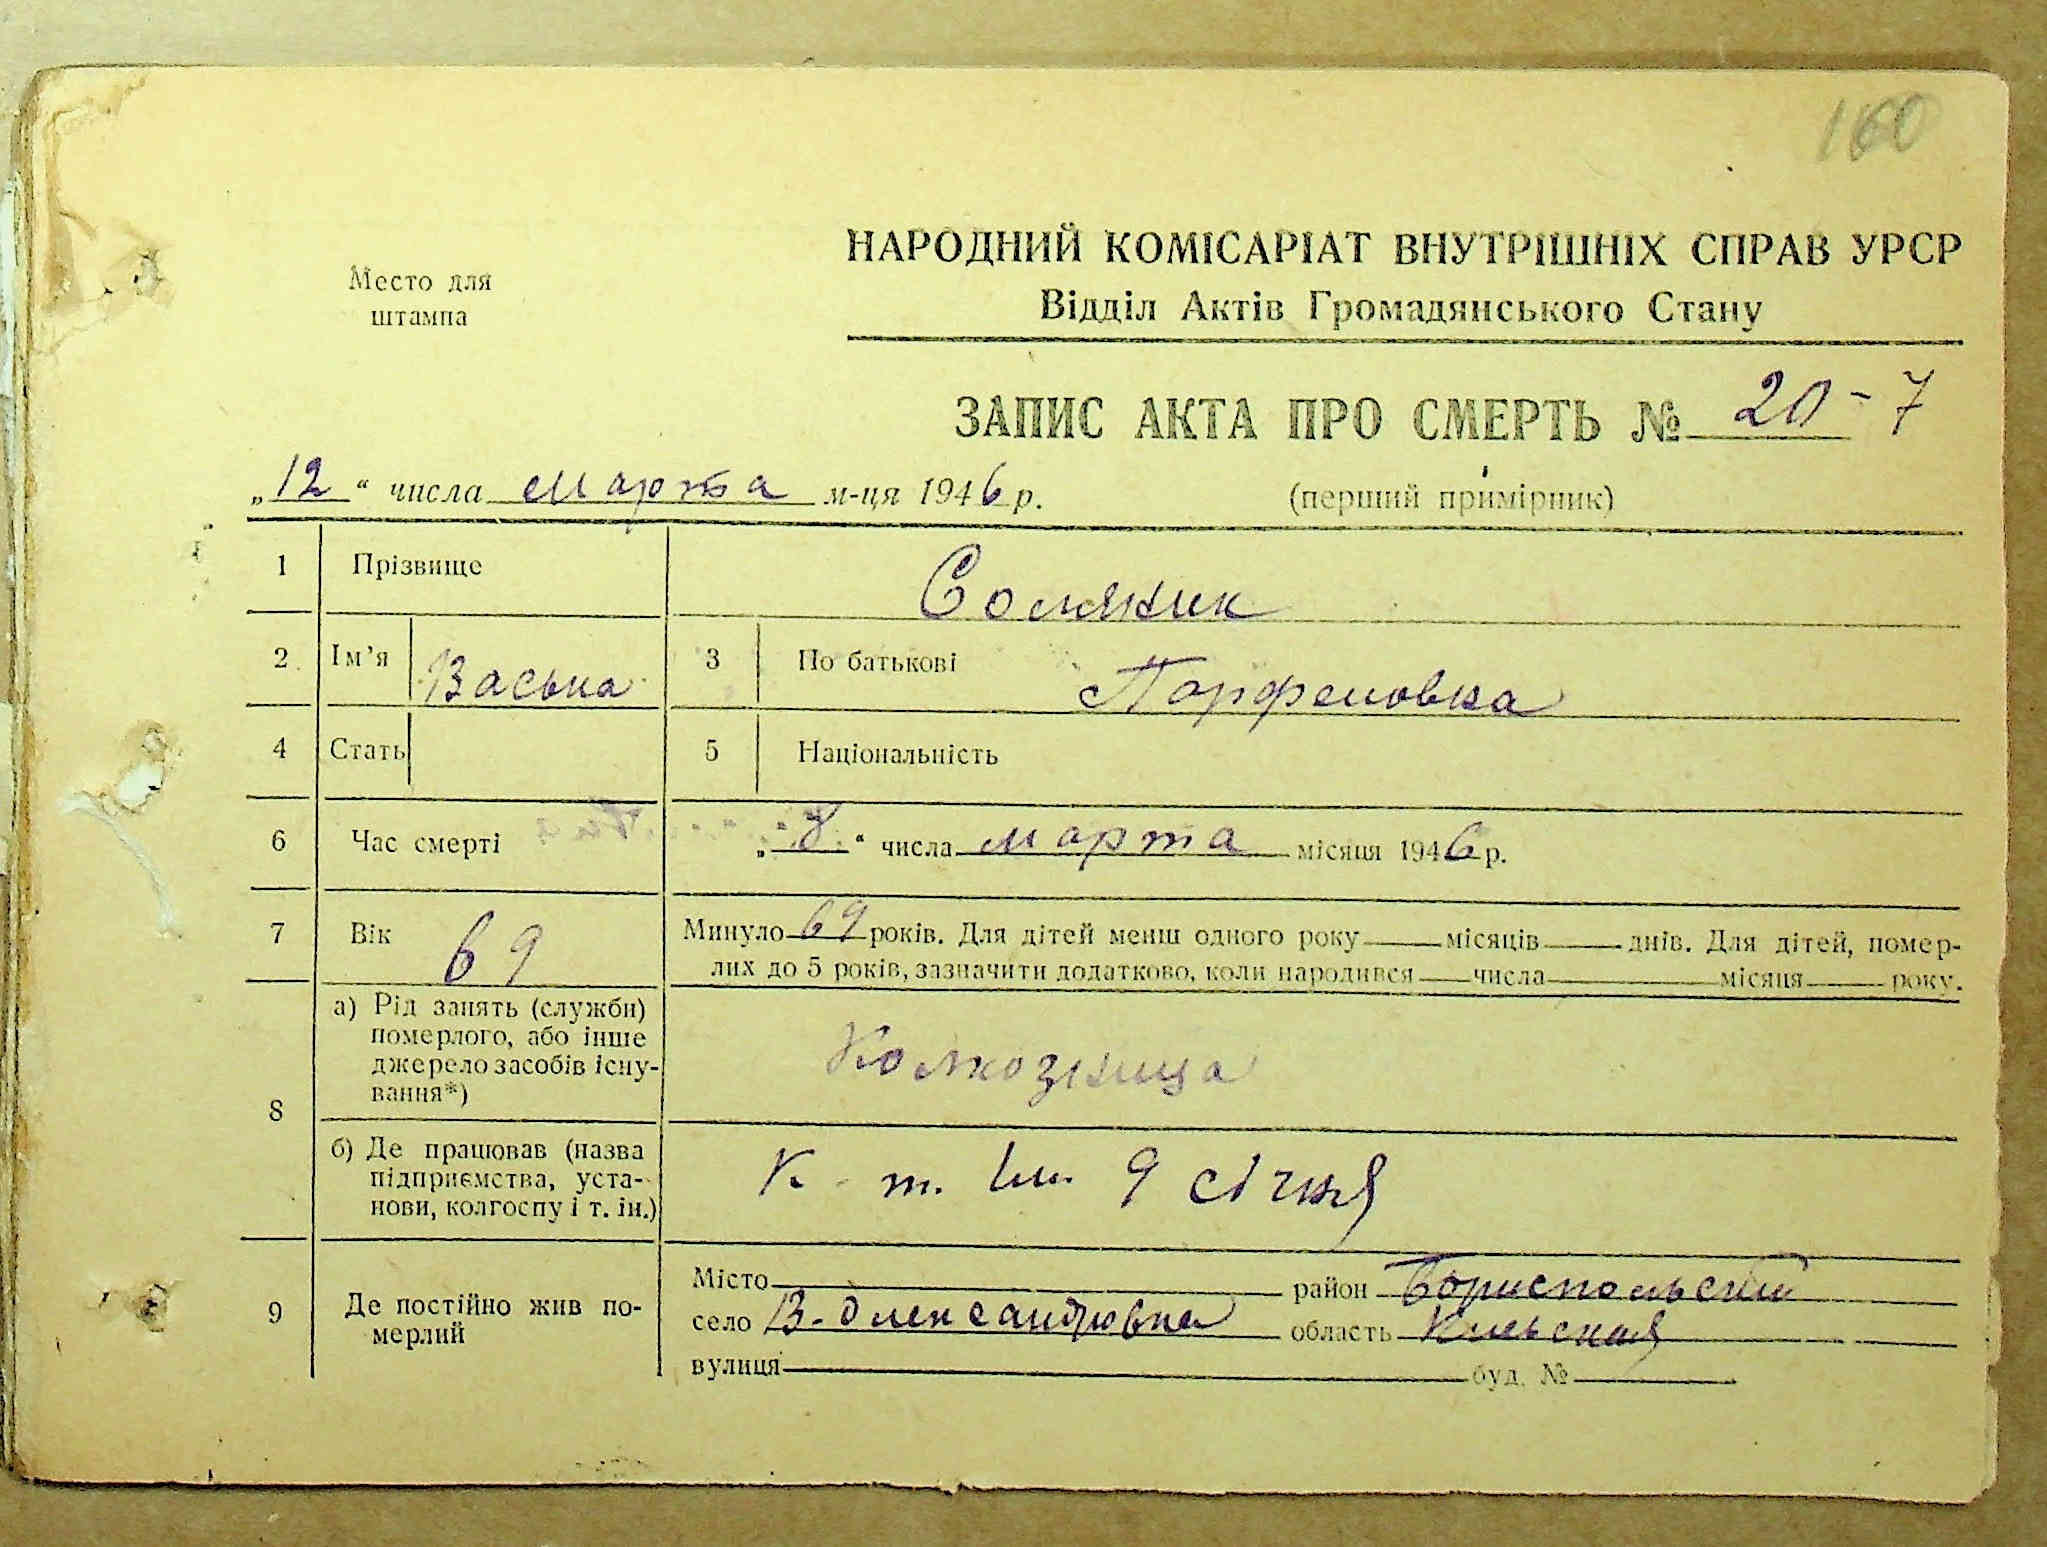 160
Место для
штампа
НАРОДНИЙ КОМІСАРІАТ ВНУТРІШНІХ СПРАВ УРСР
Відділ Актів Громадянського Стану
ЗАПИС АКТА ПРО СМЕРТЬ № 20-7
„12“ числа марта м-ця 1946 р. (перший примірник)
1 Прізвище Соляник
2 Ім’я Васька 3 По батькові Парфеновна
4 Стать 5 Національність
6 Час смерті „8“ числа марта місяця 1946 р.
7 Вік 69 Минуло 69 років. Для дітей менш одного року місяців днів. Для дітей, помер-
лих до 5 років, зазначити додатково, коли народився числа місяця року.
8 а) Рід занять (служби)
померлого, або інше
джерело засобів існу-
вання*)
Колхозница
б) Де працював (назва
підприємства, уста-
нови, колгоспу і т. ін.)
К-т. Ім. 9 січня
9 Де постійно жив по-
мерлий
Місто район Бориспольский
село В-Олександровка область Киевская
вулиця буд. №